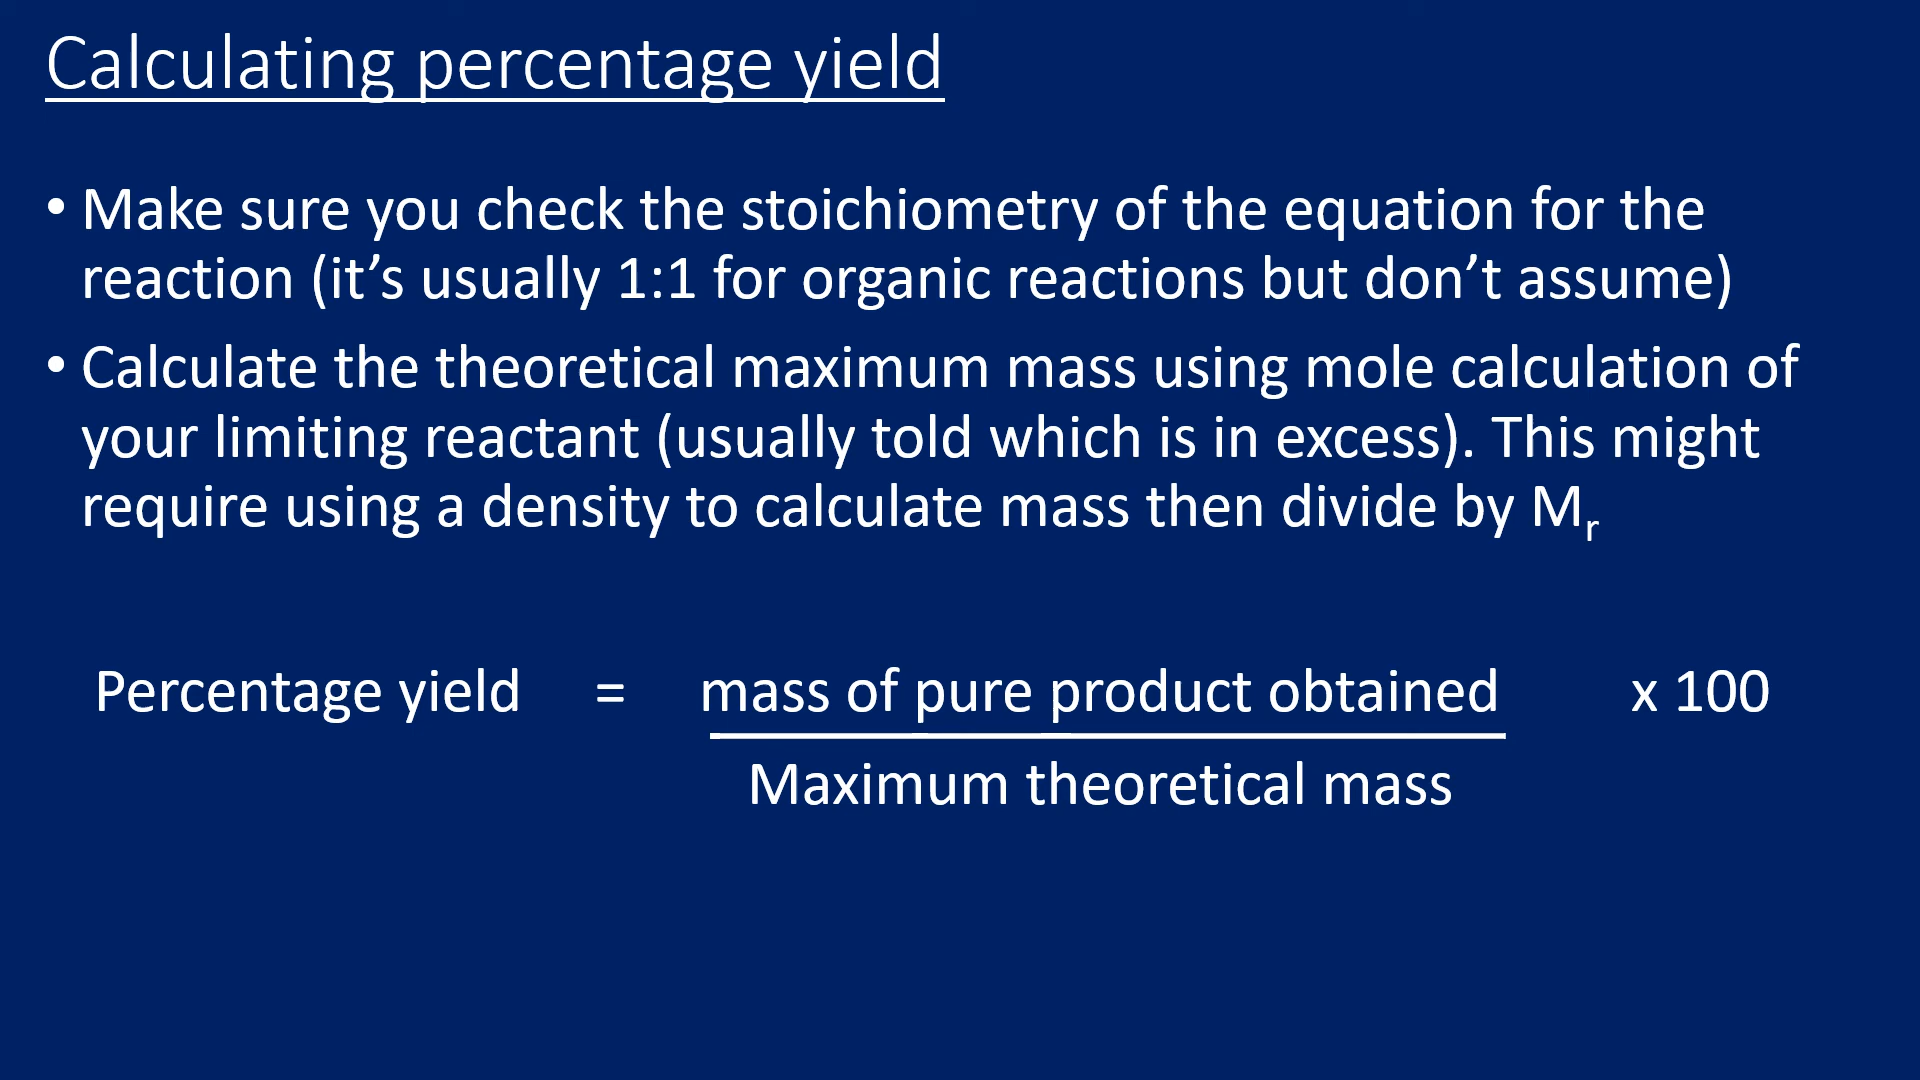 Calculating percentage yield
• Make sure you check the stoichiometry of the equation for the
reaction (it’s usually 1:1 for organic reactions but don’t assume)
• Calculate the theoretical maximum mass using mole calculation of
your limiting reactant (usually told which is in excess). This might
require using a density to calculate mass then divide by Mr
Percentage yield = mass of pure product obtained x 100
Maximum theoretical mass